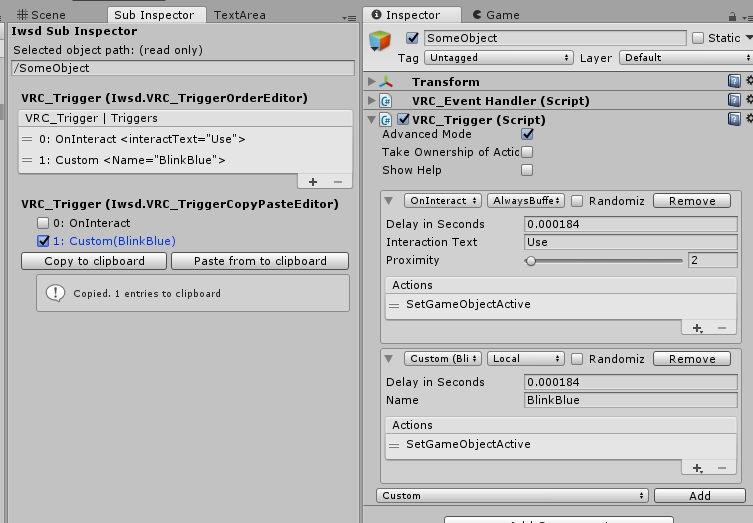 Scene
Sub Inspector
TextArea
Iwsd Sub Inspector
Selected object path: (read only)
/SomeObject
VRC_Trigger (Iwsd.VRC_TriggerOrderEditor)
VRC_Trigger | Triggers
0: OnInteract <interactText="Use">
1: Custom <Name="BlinkBlue">
+ −
VRC_Trigger (Iwsd.VRC_TriggerCopyPasteEditor)
0: OnInteract
1: Custom(BlinkBlue)
Copy to clipboard
Paste from to clipboard
Copied. 1 entries to clipboard
Inspector
Game
SomeObject
Static
Tag Untagged Layer Default
Transform
VRC_Event Handler (Script)
VRC_Trigger (Script)
Advanced Mode
Take Ownership of Actio
Show Help
OnInteract AlwaysBuffe Randomiz Remove
Delay in Seconds 0.000184
Interaction Text Use
Proximity 2
Actions
SetGameObjectActive
+ −
Custom (Bli Local Randomiz Remove
Delay in Seconds 0.000184
Name BlinkBlue
Actions
SetGameObjectActive
+ −
Custom Add